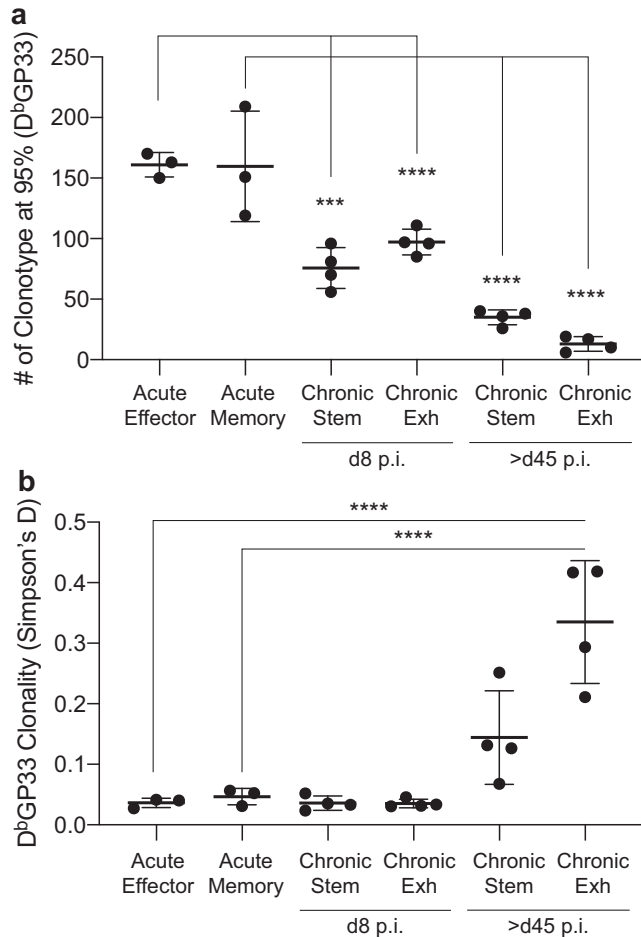 a
# of Clonotype at 95% (DᵇGP33)
250
200
150
100
50
0
***
****
****
****
Acute Effector
Acute Memory
Chronic Stem
Chronic Exh
Chronic Stem
Chronic Exh
d8 p.i.
>d45 p.i.
b
DᵇGP33 Clonality (Simpson's D)
0.5
0.4
0.3
0.2
0.1
0.0
****
****
Acute Effector
Acute Memory
Chronic Stem
Chronic Exh
Chronic Stem
Chronic Exh
d8 p.i.
>d45 p.i.